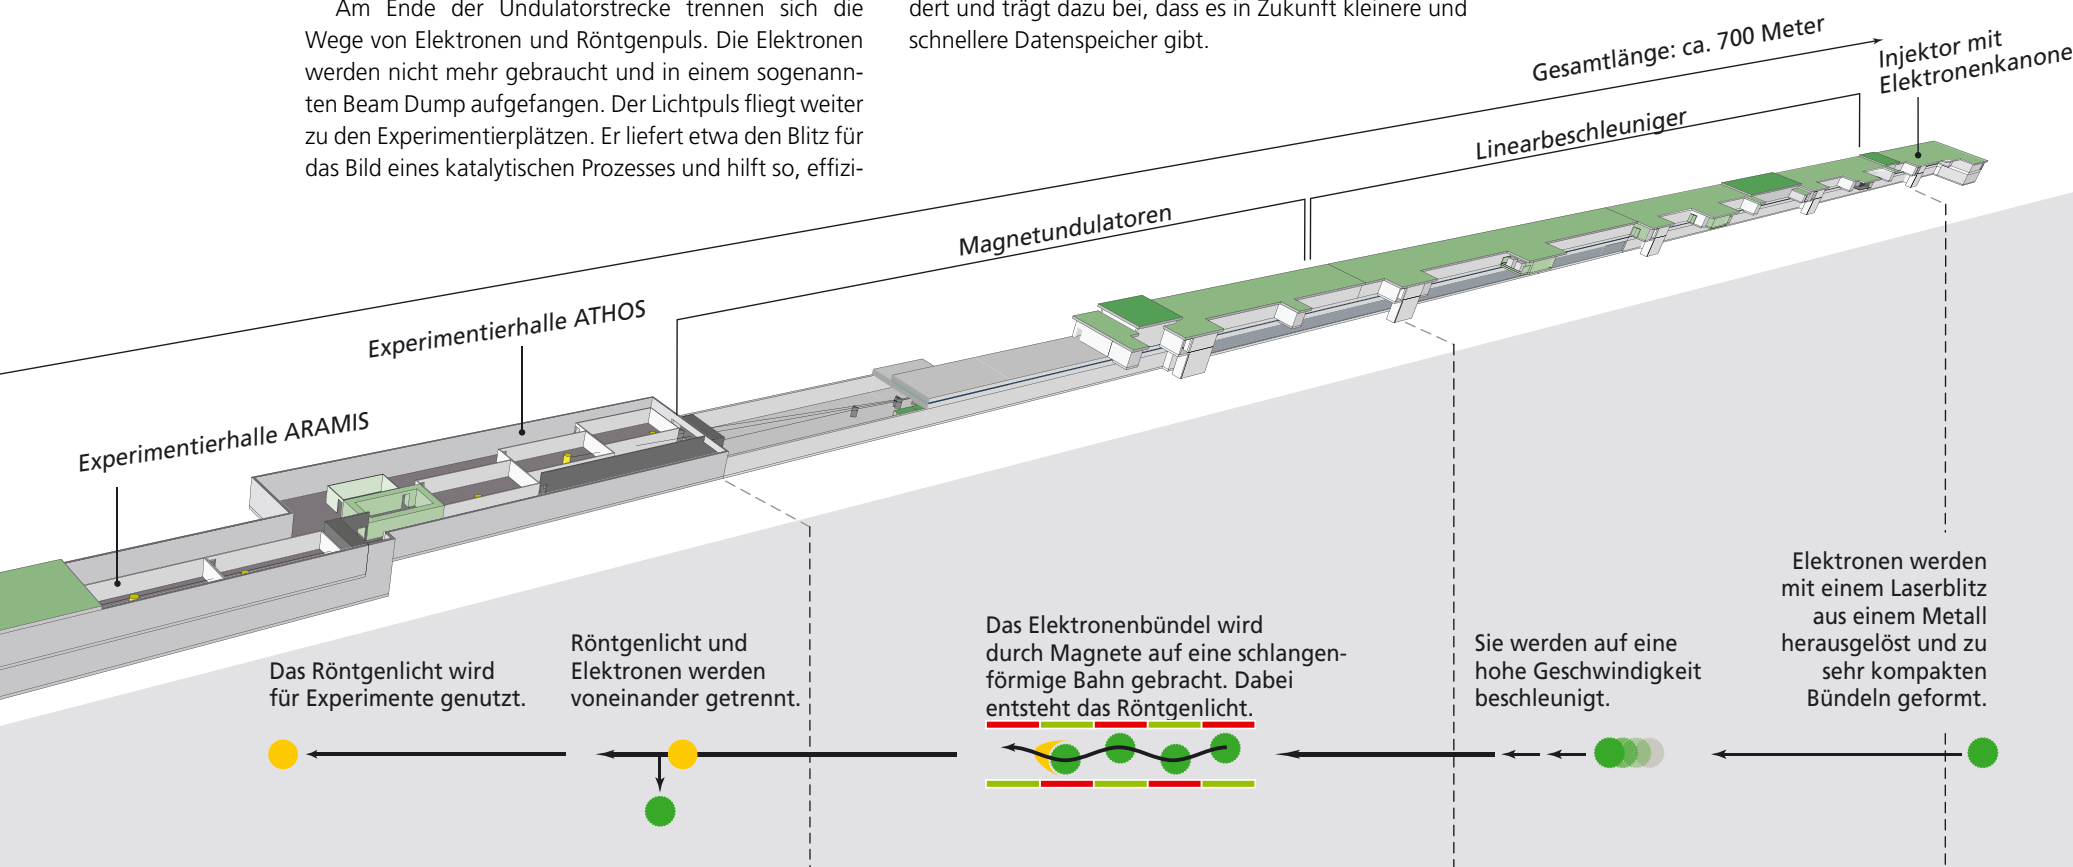 Am Ende der Undulatorstrecke trennen sich die
Wege von Elektronen und Röntgenpuls. Die Elektronen
werden nicht mehr gebraucht und in einem sogenann-
ten Beam Dump aufgefangen. Der Lichtpuls fliegt weiter
zu den Experimentierplätzen. Er liefert etwa den Blitz für
das Bild eines katalytischen Prozesses und hilft so, effizi-
dert und trägt dazu bei, dass es in Zukunft kleinere und
schnellere Datenspeicher gibt.
Gesamtlänge: ca. 700 Meter
Injektor mit
Elektronenkanone
Linearbeschleuniger
Magnetundulatoren
Experimentierhalle ATHOS
Experimentierhalle ARAMIS
Das Röntgenlicht wird
für Experimente genutzt.
Röntgenlicht und
Elektronen werden
voneinander getrennt.
Das Elektronenbündel wird
durch Magnete auf eine schlangen-
förmige Bahn gebracht. Dabei
entsteht das Röntgenlicht.
Sie werden auf eine
hohe Geschwindigkeit
beschleunigt.
Elektronen werden
mit einem Laserblitz
aus einem Metall
herausgelöst und zu
sehr kompakten
Bündeln geformt.